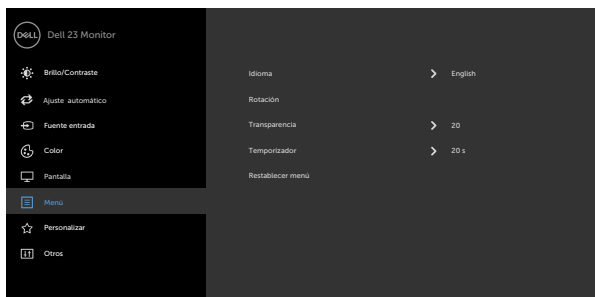 DELL Dell 23 Monitor
Brillo/Contraste
Idioma English
Ajuste automático
Rotación
Fuente entrada
Transparencia 20
Color
Temporizador 20 s
Pantalla
Restablecer menú
Menú
Personalizar
Otros